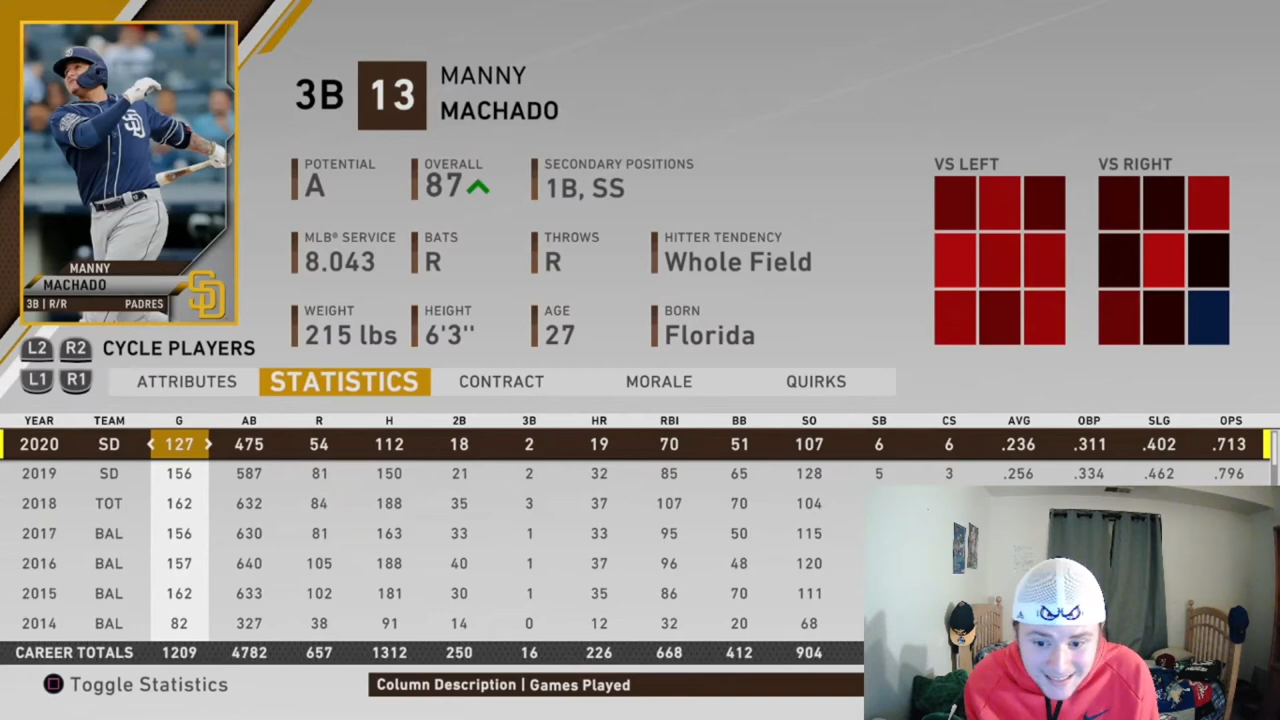 3B 13 MANNY
MACHADO
POTENTIAL OVERALL SECONDARY POSITIONS VS LEFT VS RIGHT
A 87 1B, SS
MLB® SERVICE BATS THROWS HITTER TENDENCY
8.043 R R Whole Field
WEIGHT HEIGHT AGE BORN
215 lbs 6'3'' 27 Florida
SD
MANNY
MACHADO
3B | R/R PADRES
SD
L2 R2 CYCLE PLAYERS
L1 R1 ATTRIBUTES STATISTICS CONTRACT MORALE QUIRKS
YEAR TEAM G AB R H 2B 3B HR RBI BB SO SB CS AVG OBP SLG OPS
2020 SD < 127 > 475 54 112 18 2 19 70 51 107 6 6 .236 .311 .402 .713
2019 SD 156 587 81 150 21 2 32 85 65 128 5 3 .256 .334 .462 .796
2018 TOT 162 632 84 188 35 3 37 107 70 104
2017 BAL 156 630 81 163 33 1 33 95 50 115
2016 BAL 157 640 105 188 40 1 37 96 48 120
2015 BAL 162 633 102 181 30 1 35 86 70 111
2014 BAL 82 327 38 91 14 0 12 32 20 68
CAREER TOTALS 1209 4782 657 1312 250 16 226 668 412 904
Toggle Statistics Column Description | Games Played